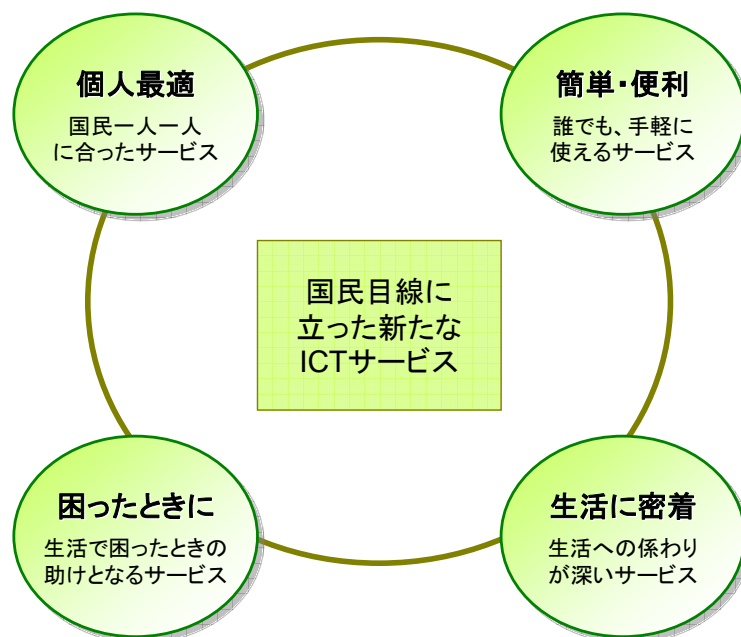 個人最適
国民一人一人
に合ったサービス
簡単・便利
誰でも、手軽に
使えるサービス
国民目線に
立った新たな
ICTサービス
困ったときに
生活で困ったときの
助けとなるサービス
生活に密着
生活への係わり
が深いサービス